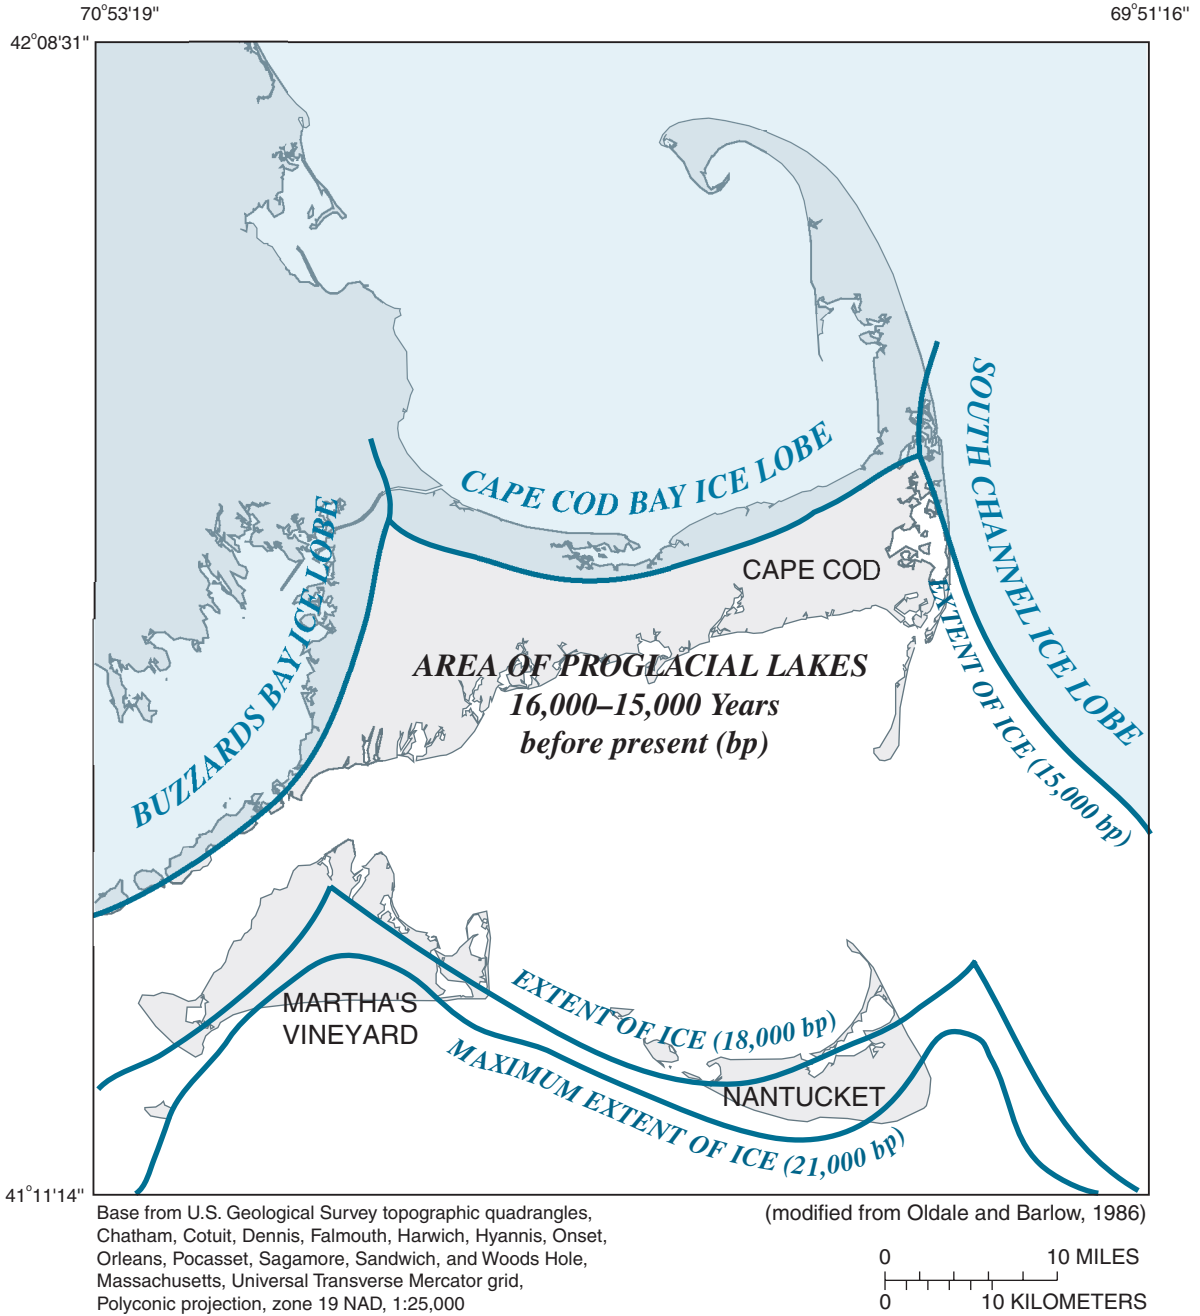 70°53'19"
69°51'16"
42°08'31"
SOUTH CHANNEL ICE LOBE
CAPE COD BAY ICE LOBE
BUZZARDS BAY ICE LOBE
CAPE COD
EXTENT OF ICE (15,000 bp)
AREA OF PROGLACIAL LAKES
16,000–15,000 Years
before present (bp)
EXTENT OF ICE (18,000 bp)
MARTHA'S
VINEYARD
MAXIMUM EXTENT OF ICE (21,000 bp)
NANTUCKET
41°11'14"
Base from U.S. Geological Survey topographic quadrangles,
Chatham, Cotuit, Dennis, Falmouth, Harwich, Hyannis, Onset,
Orleans, Pocasset, Sagamore, Sandwich, and Woods Hole,
Massachusetts, Universal Transverse Mercator grid,
Polyconic projection, zone 19 NAD, 1:25,000
(modified from Oldale and Barlow, 1986)
0 10 MILES
0 10 KILOMETERS